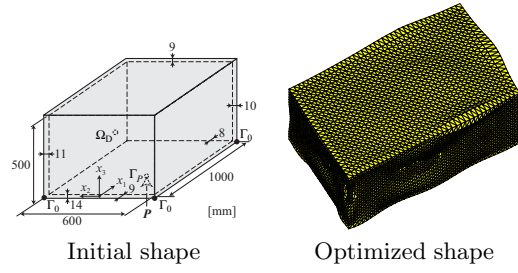 9
10
Ω_D
8
Γ_0
11
500
Γ_P
x_3
x_1
x_2
9
1000
14
Γ_0
P
Γ_0
600
[mm]
Initial shape
Optimized shape